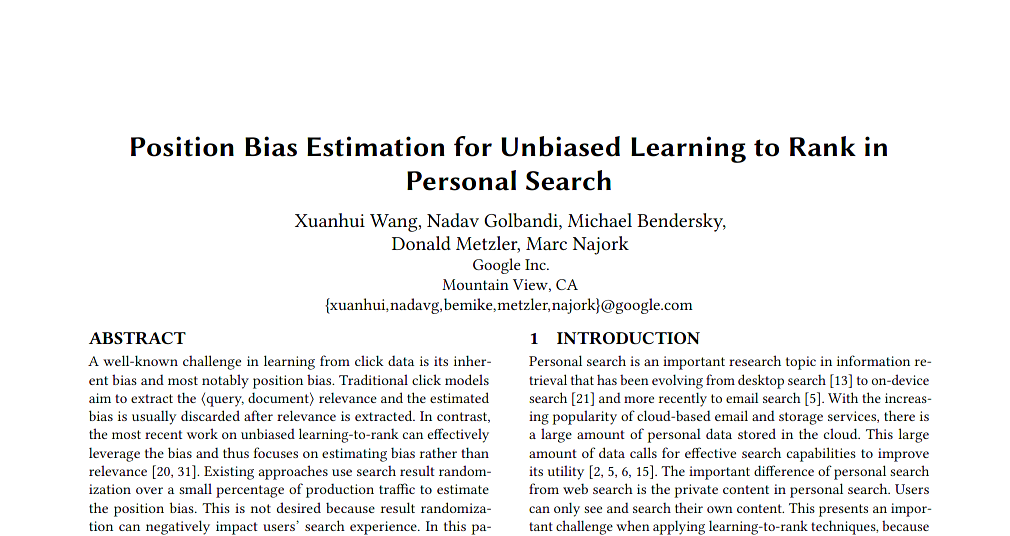 Position Bias Estimation for Unbiased Learning to Rank in
Personal Search
Xuanhui Wang, Nadav Golbandi, Michael Bendersky,
Donald Metzler, Marc Najork
Google Inc.
Mountain View, CA
{xuanhui,nadavg,bemike,metzler,najork}@google.com
ABSTRACT
A well-known challenge in learning from click data is its inher-
ent bias and most notably position bias. Traditional click models
aim to extract the ⟨query, document⟩ relevance and the estimated
bias is usually discarded after relevance is extracted. In contrast,
the most recent work on unbiased learning-to-rank can effectively
leverage the bias and thus focuses on estimating bias rather than
relevance [20, 31]. Existing approaches use search result random-
ization over a small percentage of production traffic to estimate
the position bias. This is not desired because result randomiza-
tion can negatively impact users' search experience. In this pa-
1 INTRODUCTION
Personal search is an important research topic in information re-
trieval that has been evolving from desktop search [13] to on-device
search [21] and more recently to email search [5]. With the increas-
ing popularity of cloud-based email and storage services, there is
a large amount of personal data stored in the cloud. This large
amount of data calls for effective search capabilities to improve
its utility [2, 5, 6, 15]. The important difference of personal search
from web search is the private content in personal search. Users
can only see and search their own content. This presents an impor-
tant challenge when applying learning-to-rank techniques, because